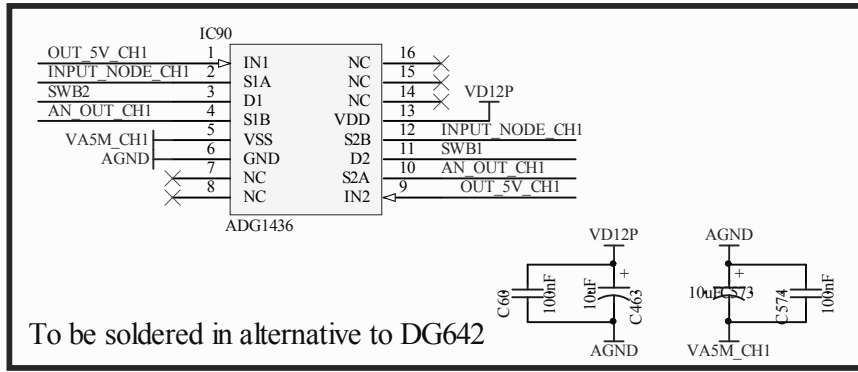 IC90
OUT_5V_CH1 1 IN1 NC 16
INPUT_NODE_CH1 2 S1A NC 15
SWB2 3 D1 NC 14
AN_OUT_CH1 4 S1B VDD 13 VD12P
VA5M_CH1 5 VSS S2B 12 INPUT_NODE_CH1
AGND 6 GND D2 11 SWB1
7 NC S2A 10 AN_OUT_CH1
8 NC IN2 9 OUT_5V_CH1
ADG1436
VD12P AGND
C60 100nF 10uF + C463 10uF C573 + C574 100nF
AGND VA5M_CH1
To be soldered in alternative to DG642